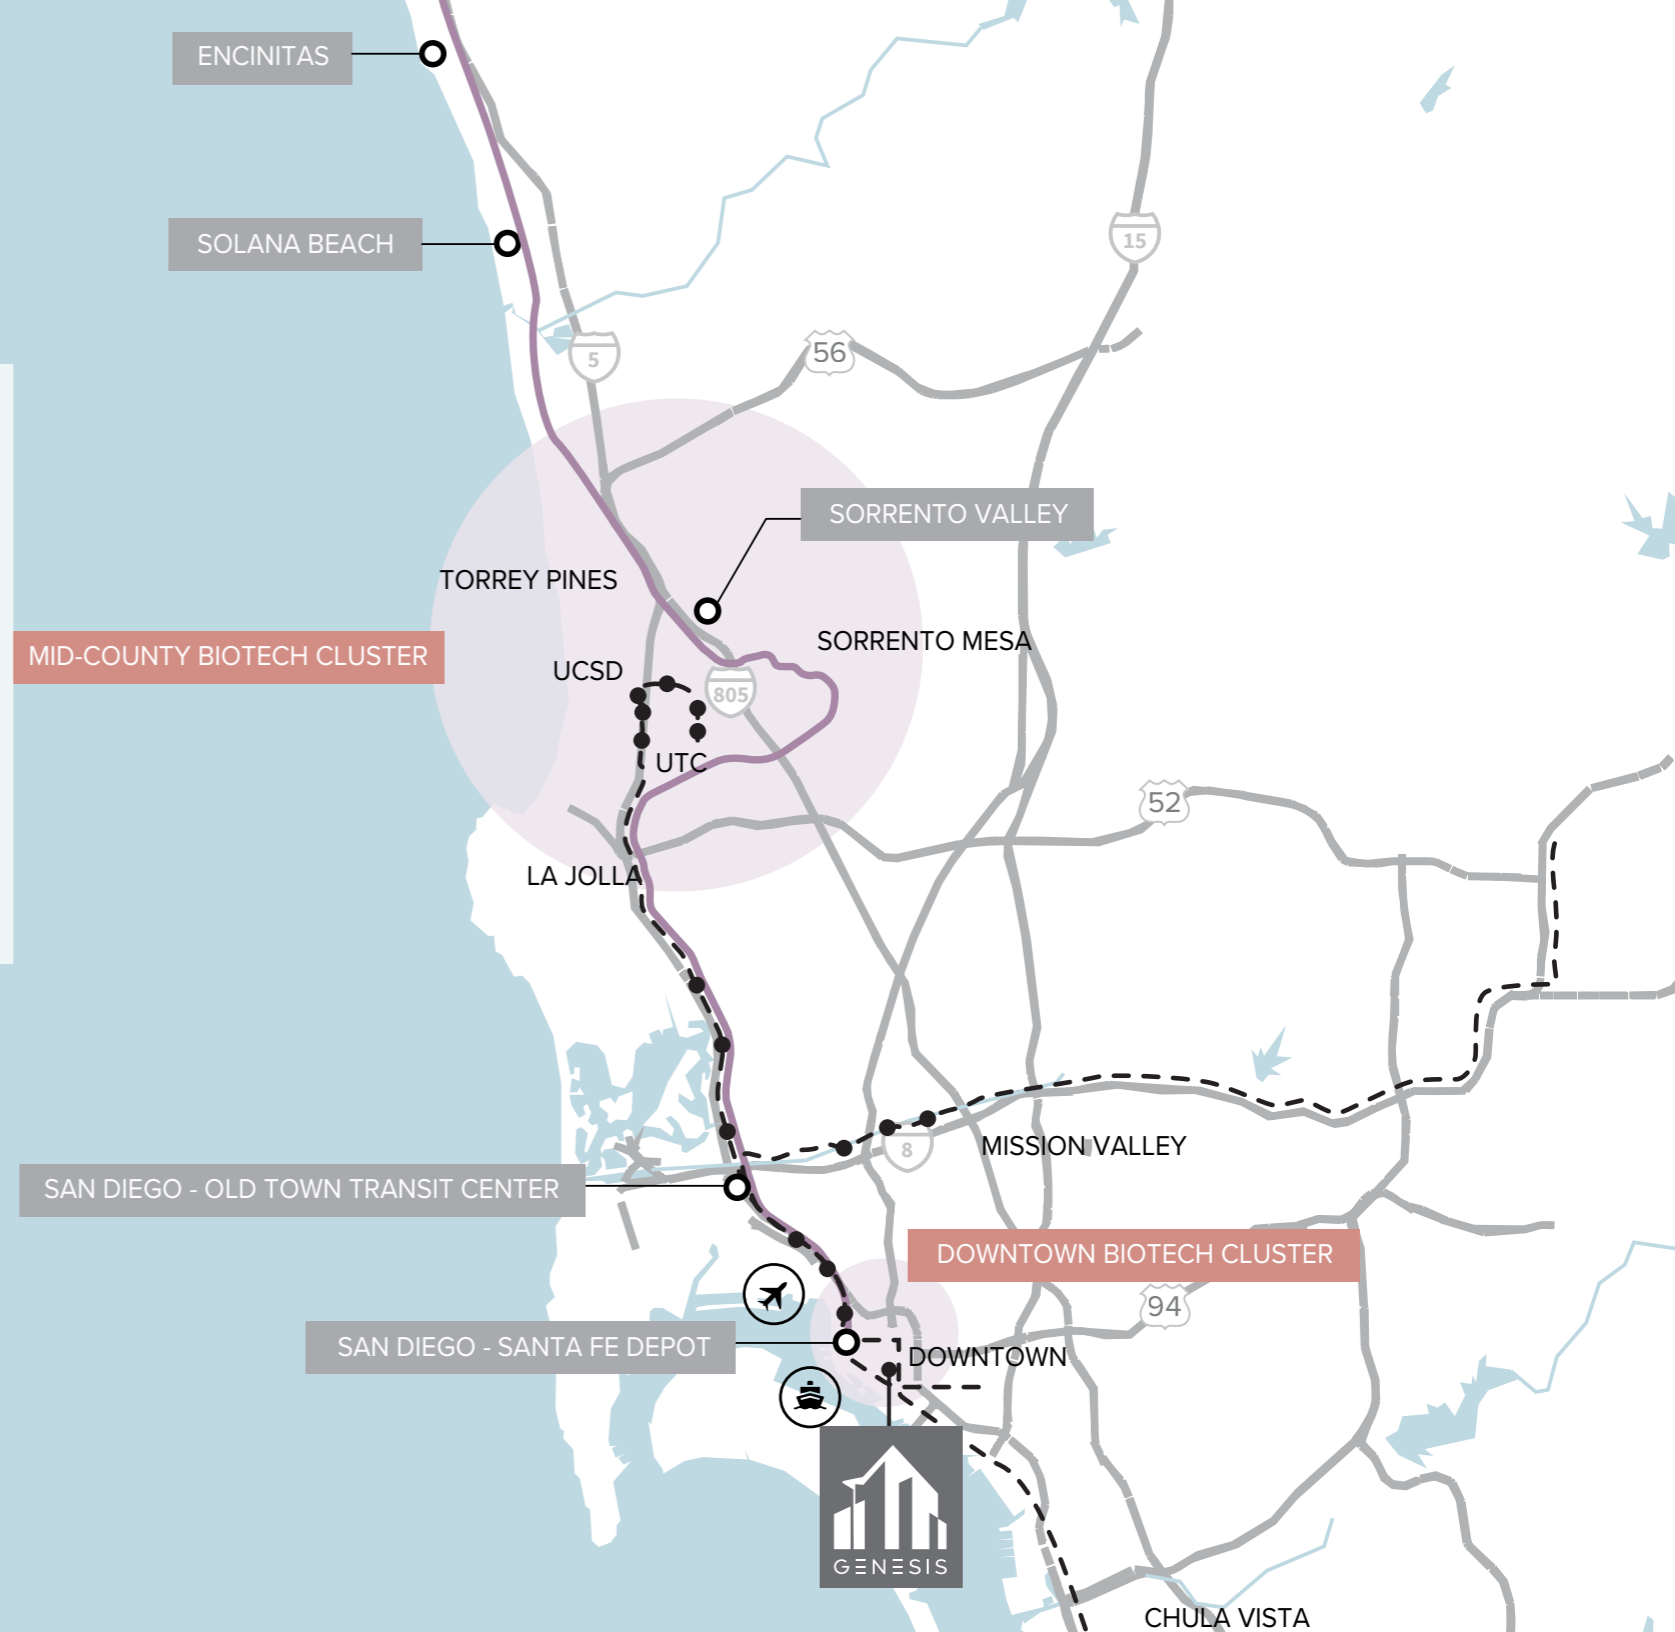 ENCINITAS
SOLANA BEACH
15
5
56
SORRENTO VALLEY
TORREY PINES
SORRENTO MESA
MID-COUNTY BIOTECH CLUSTER
UCSD
805
UTC
52
LA JOLLA
8
MISSION VALLEY
SAN DIEGO - OLD TOWN TRANSIT CENTER
DOWNTOWN BIOTECH CLUSTER
94
SAN DIEGO - SANTA FE DEPOT
DOWNTOWN
GENESIS
CHULA VISTA